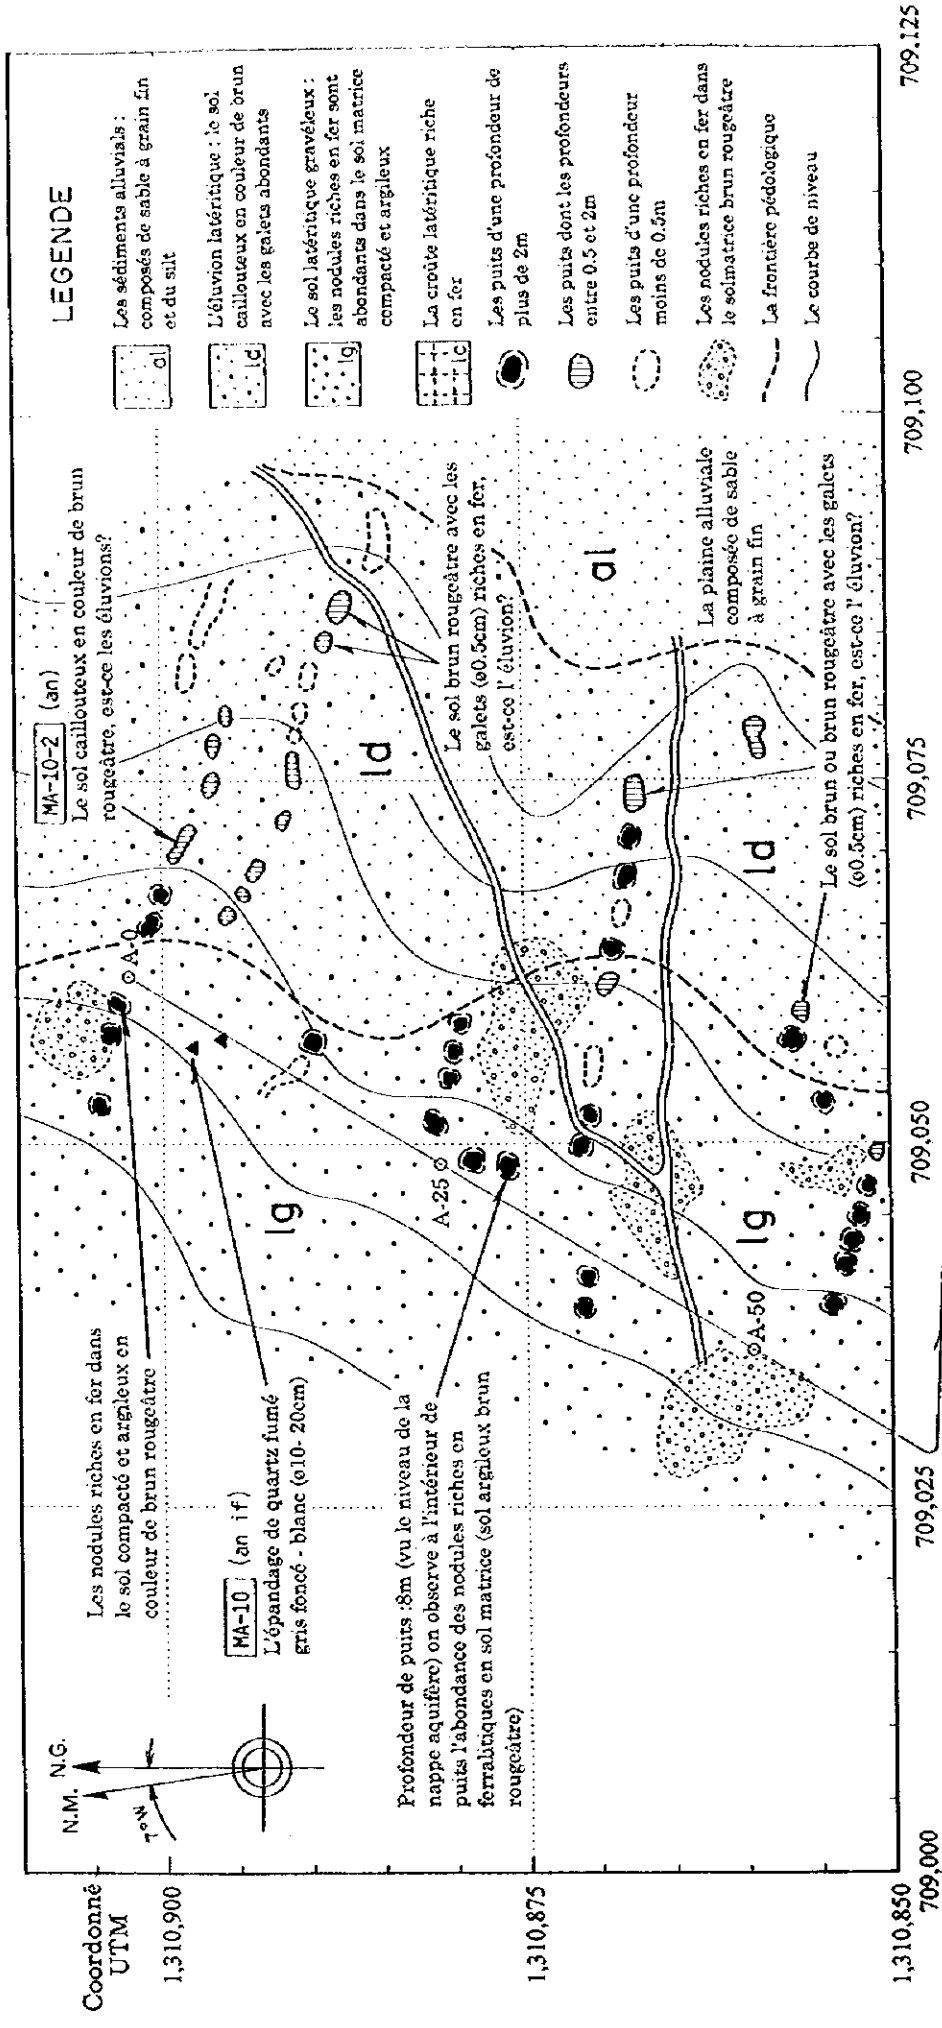 Coordonné
UTM
1,310,900
1,310,875
1,310,850
N.M. N.G.
7°W
Les nodules riches en fer dans
le sol compacté et argileux en
couleur de brun rougeâtre
MA-10 (an if)
L'épandage de quartz fumé
gris foncé - blanc (ø10- 20cm)
Profondeur de puits :8m (vu le niveau de la
nappe aquifère) on observe à l'intérieur de
puits l'abondance des nodules riches en
ferralitiques en sol matrice (sol argileux brun
rougeâtre)
MA-10-2 (an)
Le sol caillouteux en couleur de brun
rougeâtre, est-ce les éluvions?
A-0
A-25
A-50
lg
lg
ld
ld
al
Le sol brun rougeâtre avec les
galets (ø0.5cm) riches en fer,
est-ce l' éluvion?
La plaine alluviale
composée de sable
à grain fin
Le sol brun ou brun rougeâtre avec les galets
(ø0.5cm) riches en fer, est-ce l' éluvion?
LEGENDE
al
Les sédiments alluvials :
composés de sable à grain fin
et du silt
ld
L'éluvion latéritique : le sol
caillouteux en couleur de brun
avec les galets abondants
lg
Le sol latéritique gravéleux :
les nodules riches en fer sont
abondants dans le sol matrice
compacté et argileux
lc
La croûte latéritique riche
en fer
Les puits d'une profondeur de
plus de 2m
Les puits dont les profondeurs
entre 0.5 et 2m
Les puits d'une profondeur
moins de 0.5m
Les nodules riches en fer dans
le solmatrice brun rougeâtre
La frontière pédologique
Le courbe de niveau
709,000
709,025
709,050
709,075
709,100
709.125